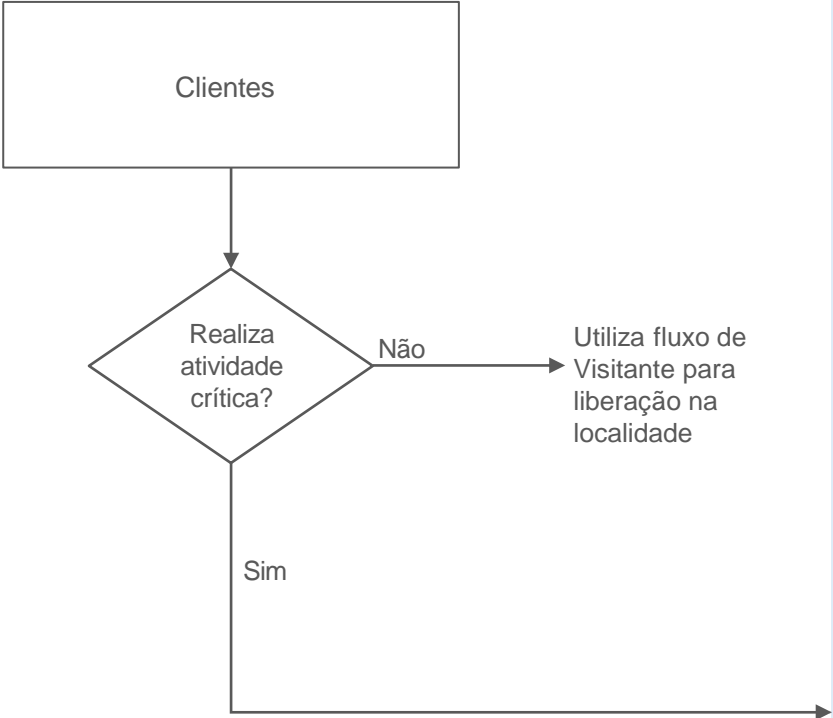 Clientes
Realiza
atividade
crítica?
Não
Utiliza fluxo de
Visitante para
liberação na
localidade
Sim